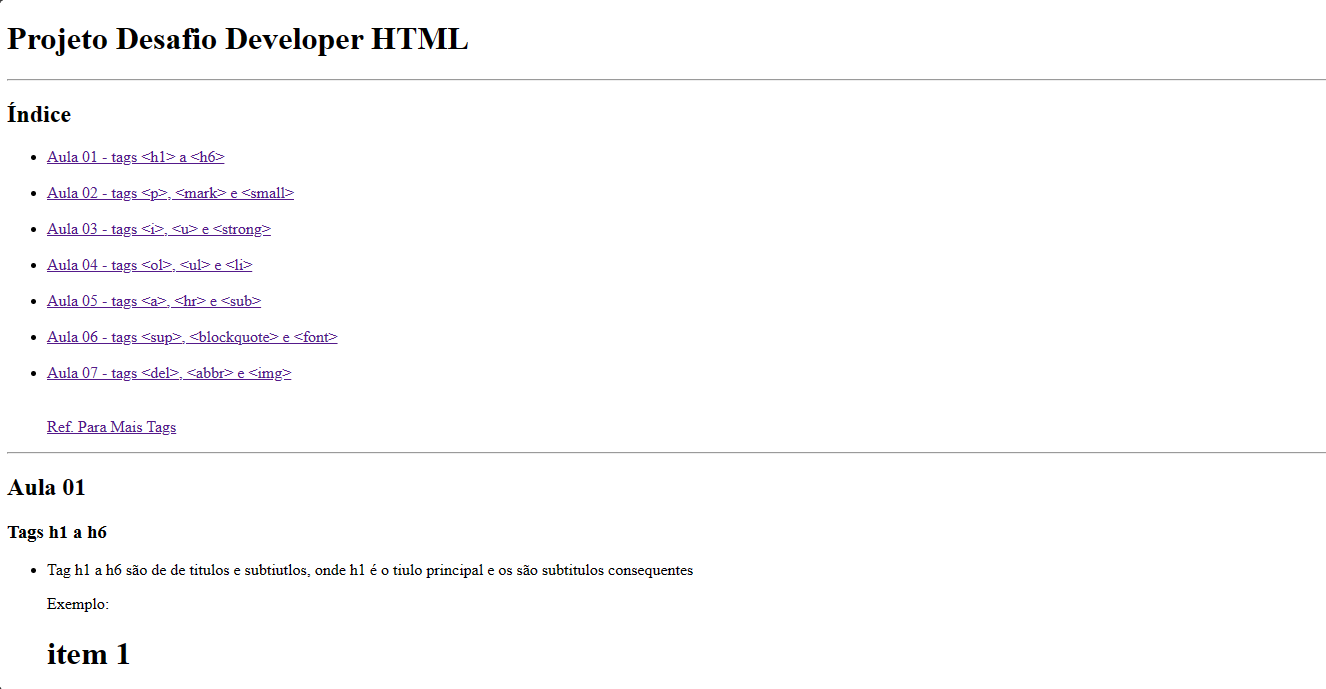 Projeto Desafio Developer HTML
Índice
Aula 01 - tags <h1> a <h6>
Aula 02 - tags <p>, <mark> e <small>
Aula 03 - tags <i>, <u> e <strong>
Aula 04 - tags <ol>, <ul> e <li>
Aula 05 - tags <a>, <hr> e <sub>
Aula 06 - tags <sup>, <blockquote> e <font>
Aula 07 - tags <del>, <abbr> e <img>
Ref. Para Mais Tags
Aula 01
Tags h1 a h6
Tag h1 a h6 são de de titulos e subtiutlos, onde h1 é o tiulo principal e os são subtitulos consequentes
Exemplo:
item 1